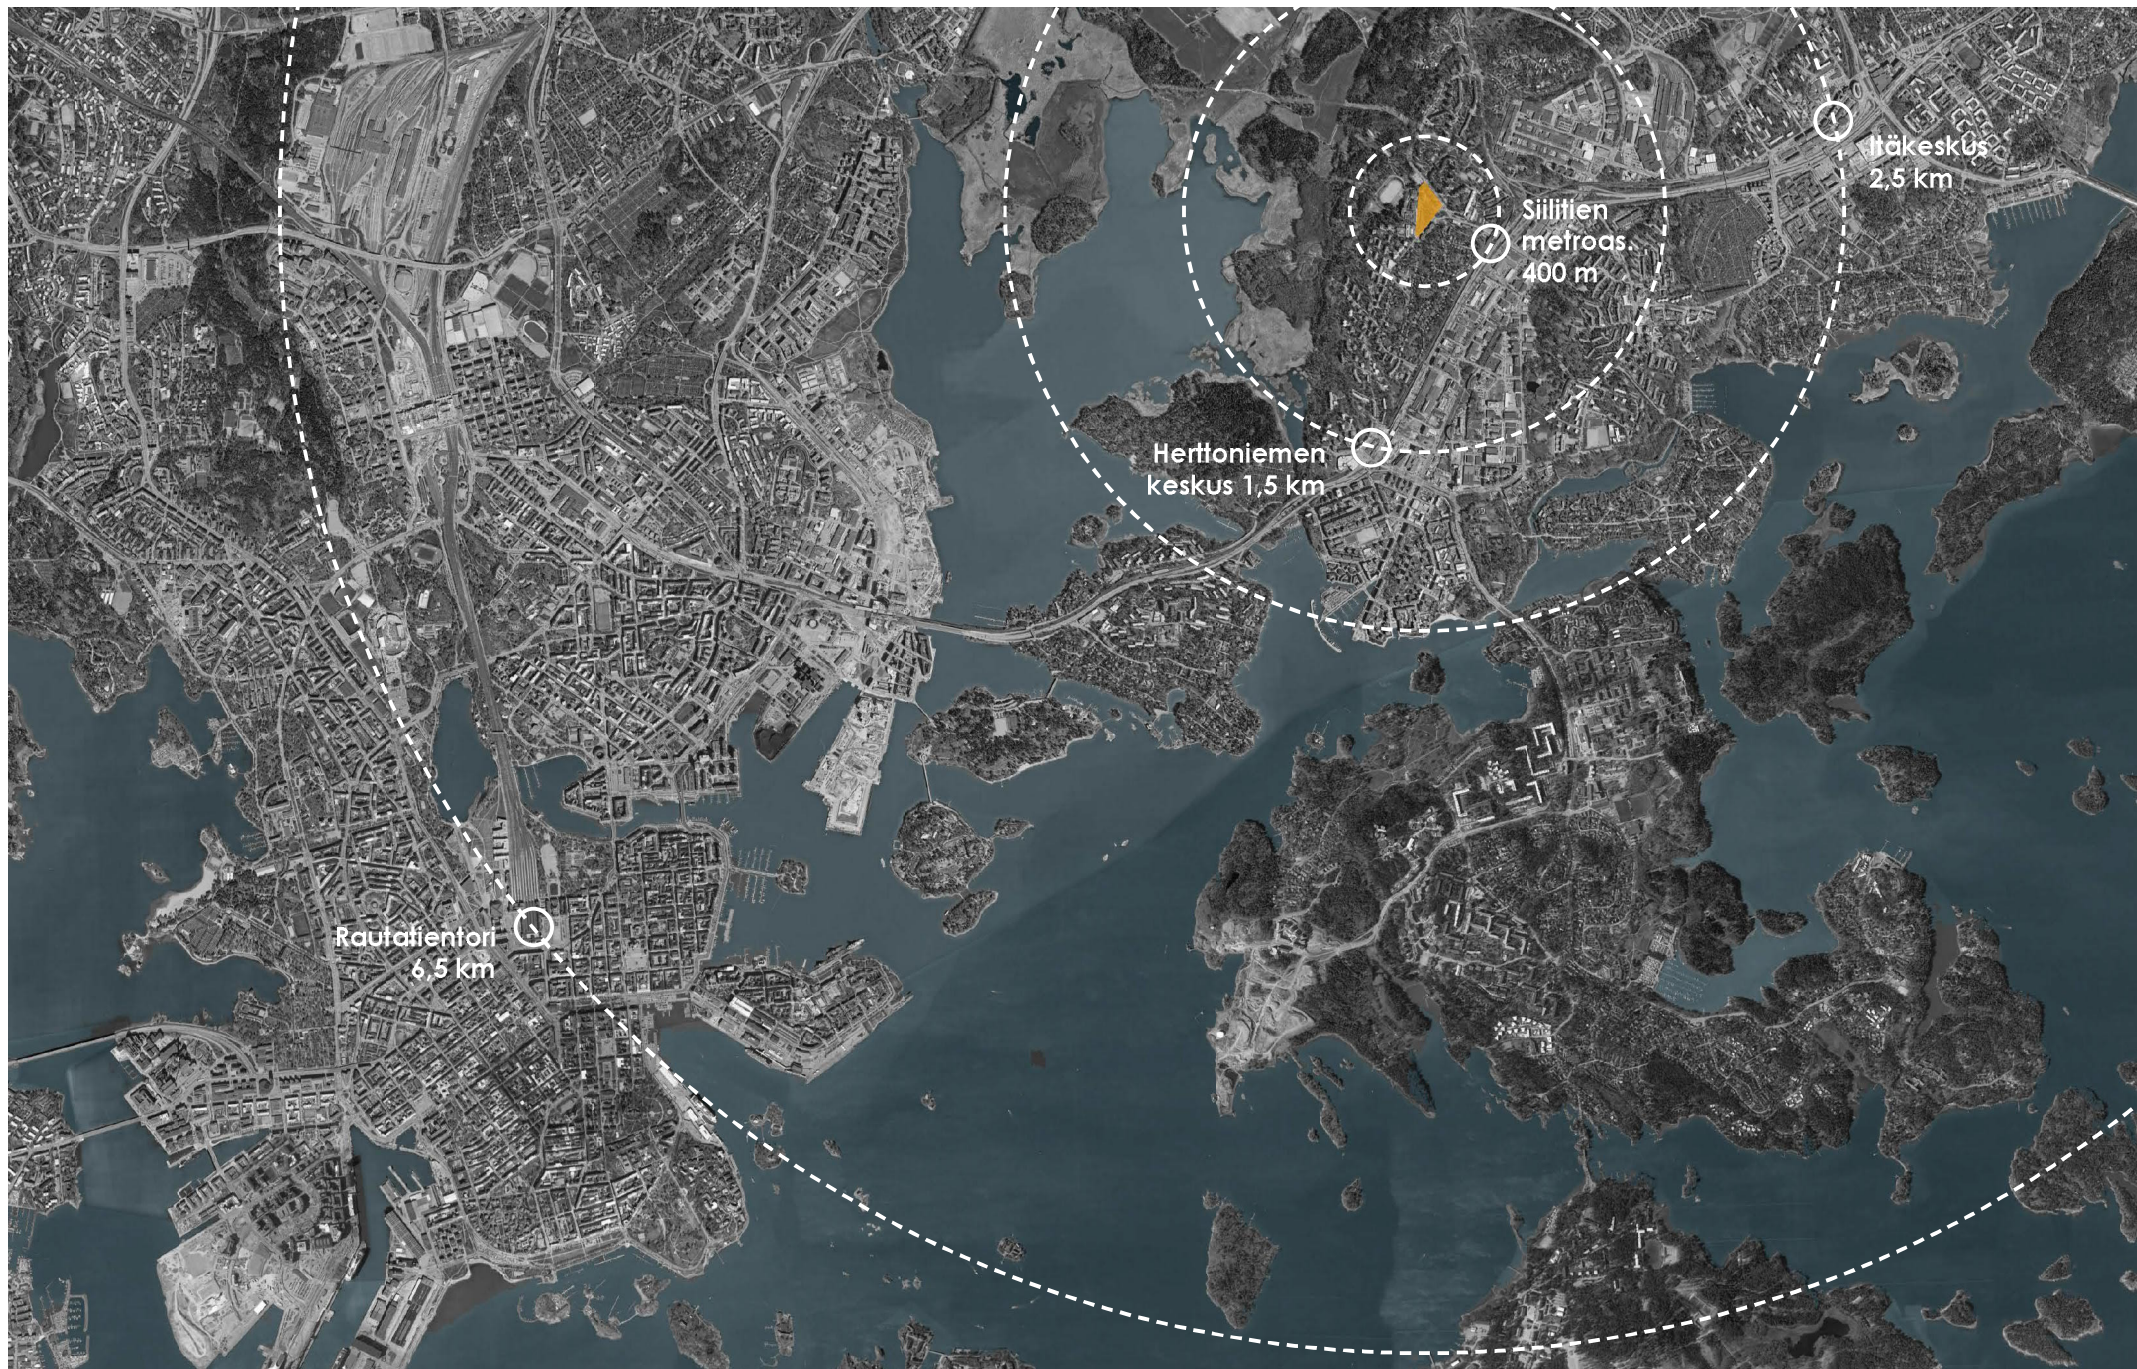 Itäkeskus
2,5 km
Siilitien
metroas.
400 m
Herttoniemen
keskus 1,5 km
Rautatientori
6,5 km